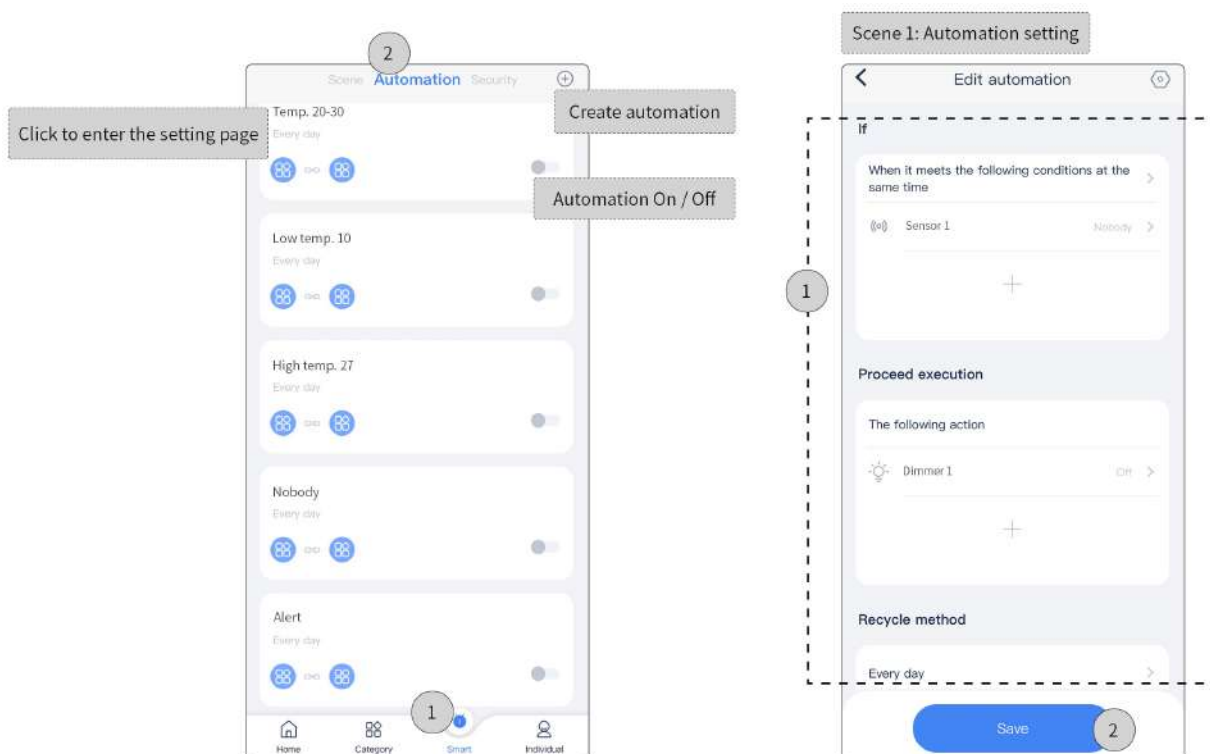 2
Scene Automation Security
Click to enter the setting page
Temp. 20-30
Every day
Create automation
Automation On / Off
Low temp. 10
Every day
High temp. 27
Every day
Nobody
Every day
Alert
Every day
1
Home Category Smart Individual
Scene 1: Automation setting
Edit automation
If
When it meets the following conditions at the
same time
Sensor 1 Nobody
1
Proceed execution
The following action
Dimmer 1 Off
Recycle method
Every day
Save 2